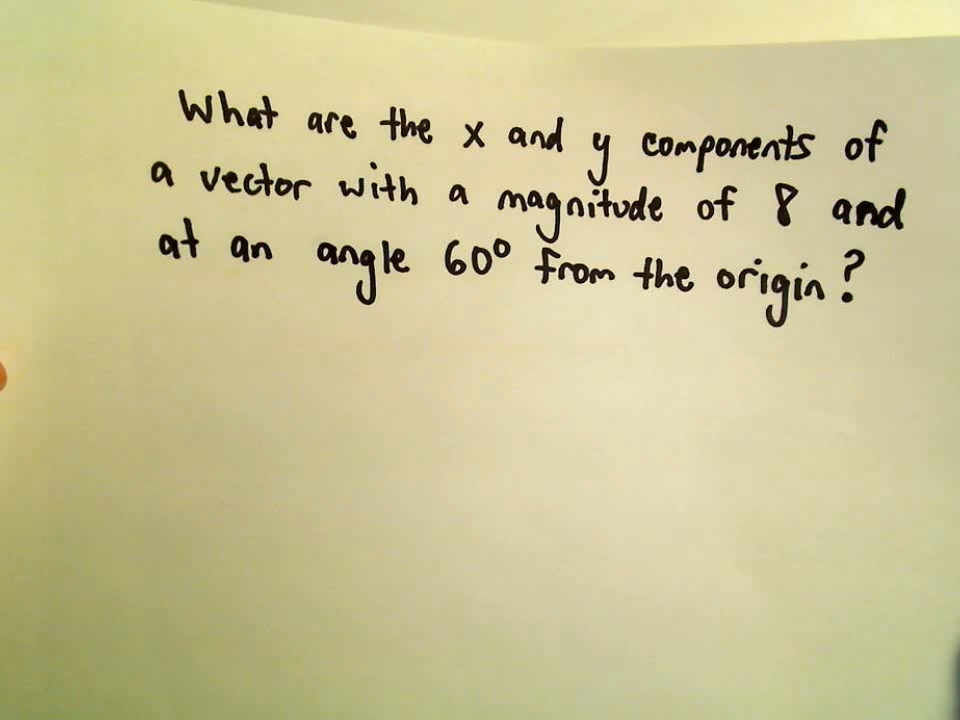 What are the x and y components of
a vector with a magnitude of 8 and
at an angle 60° from the origin?